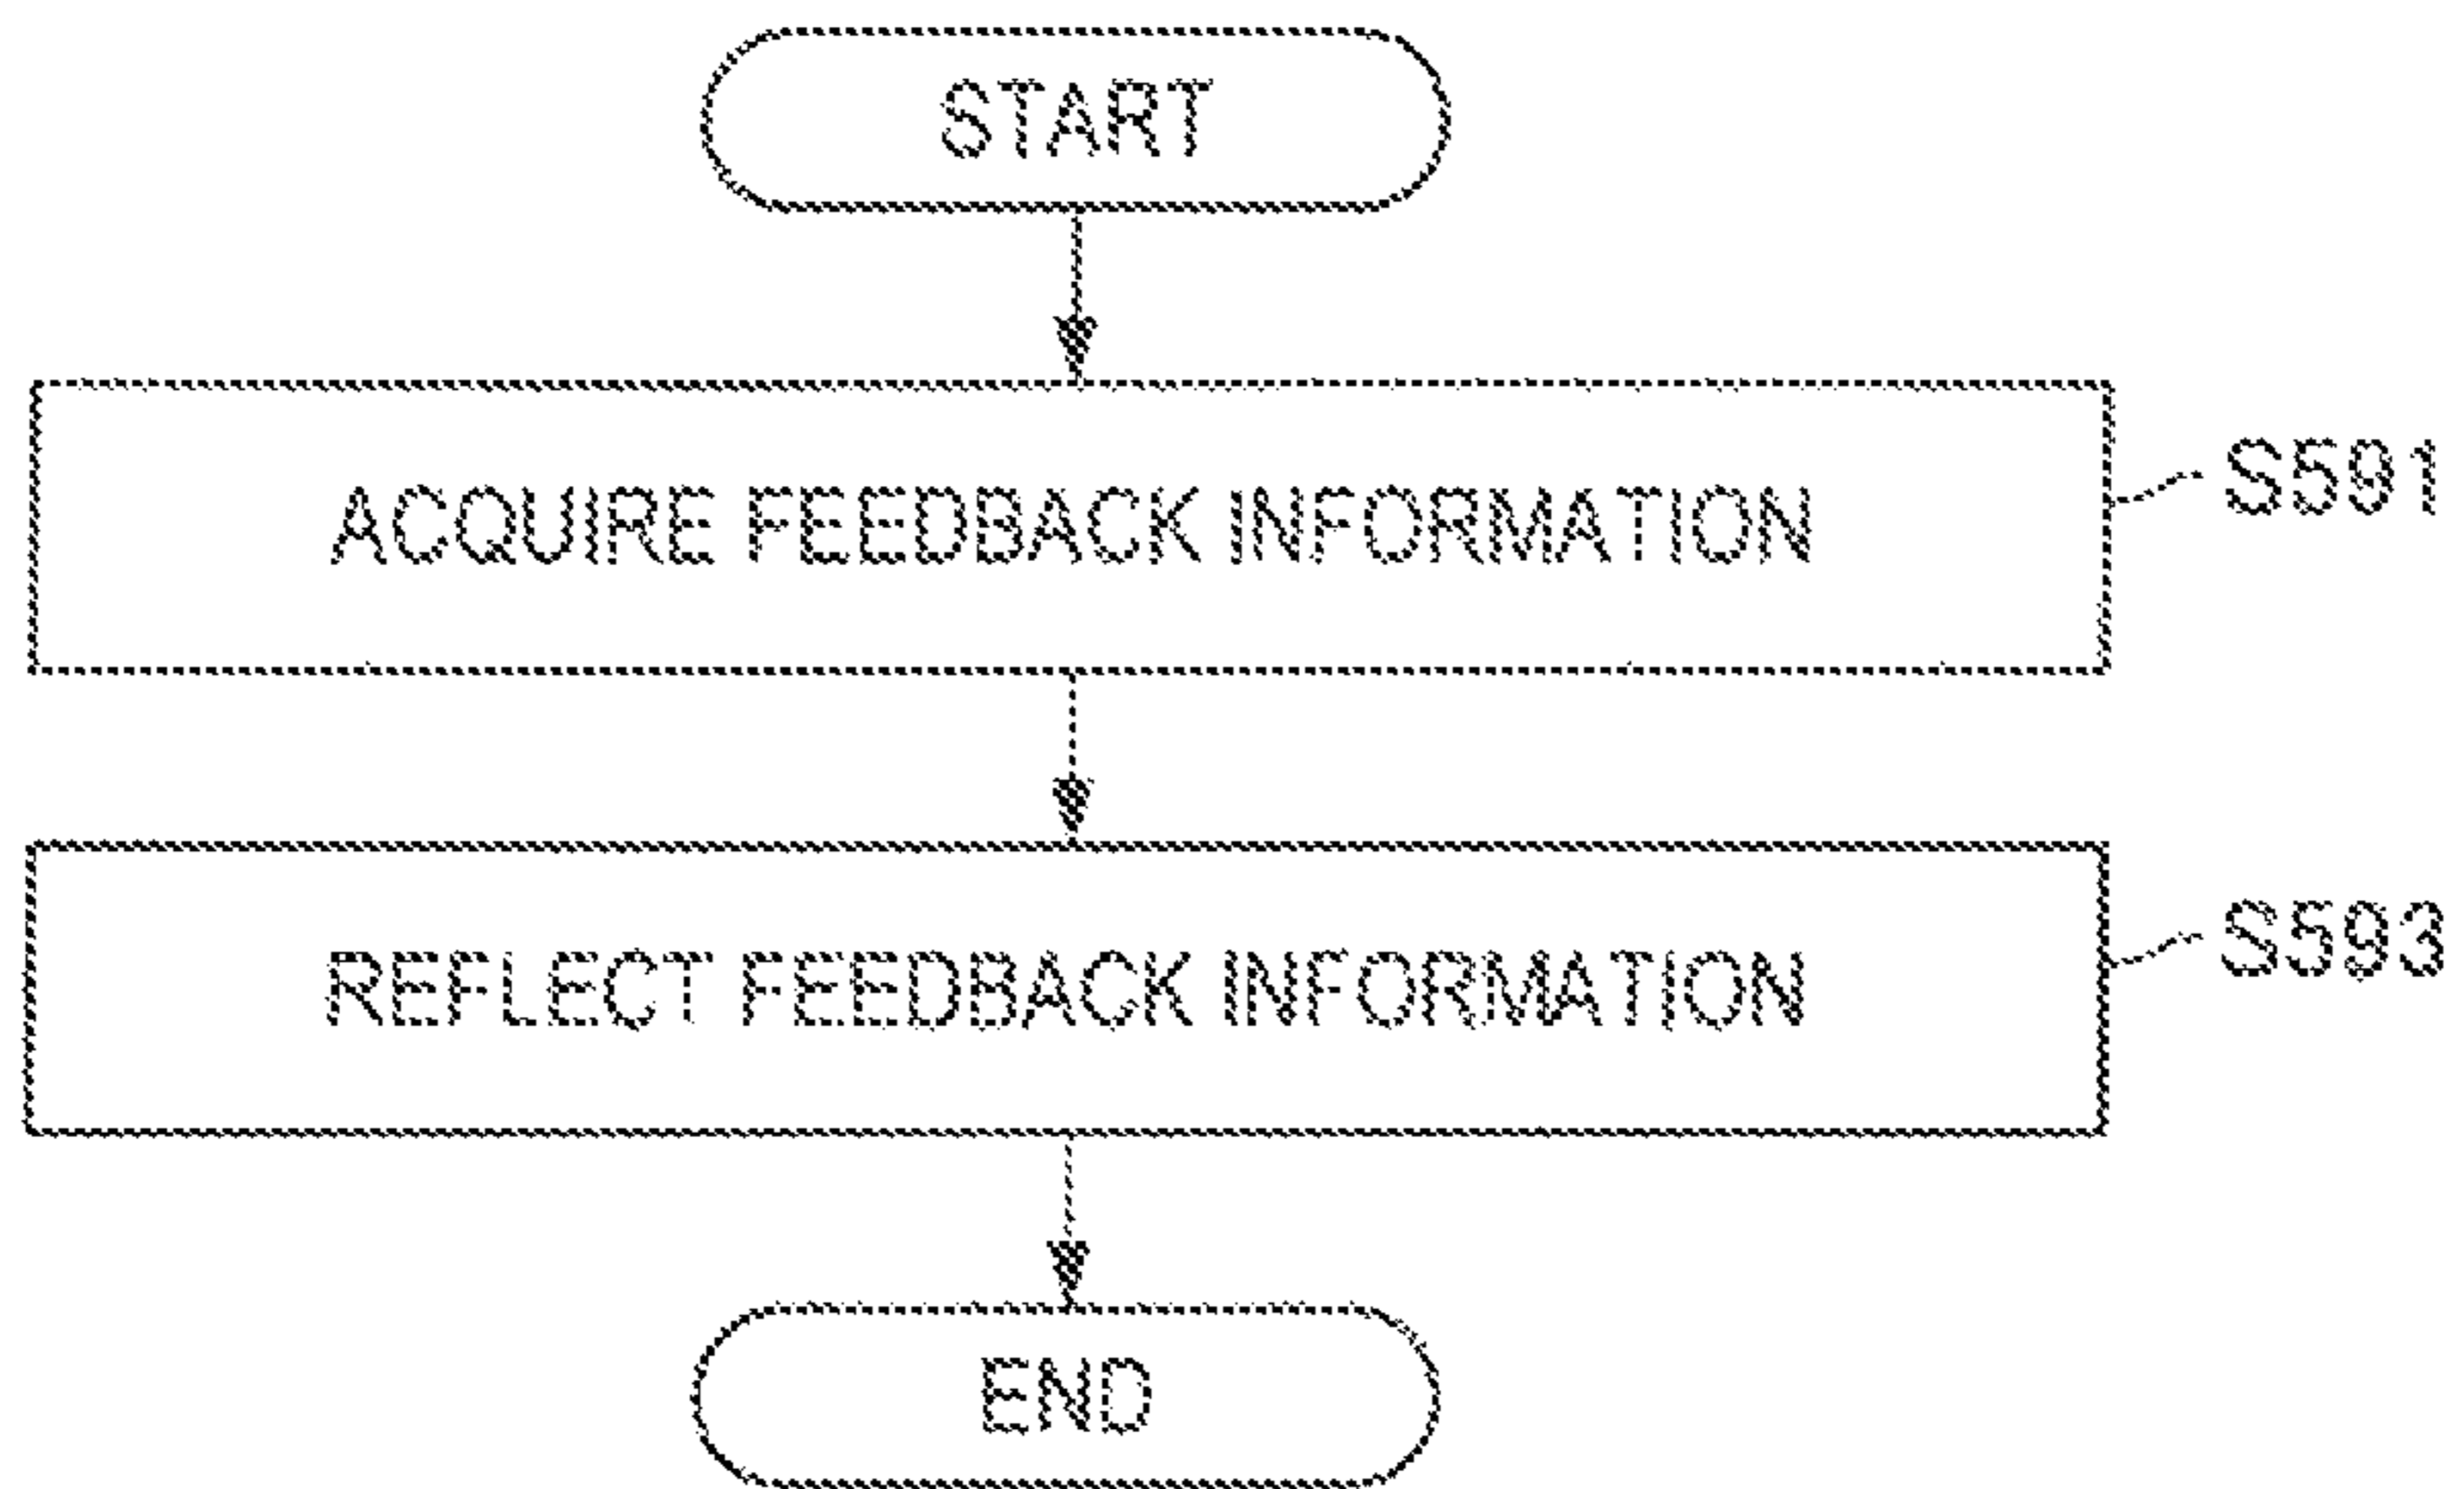 START
ACQUIRE FEEDBACK INFORMATION
S591
REFLECT FEEDBACK INFORMATION
S593
END